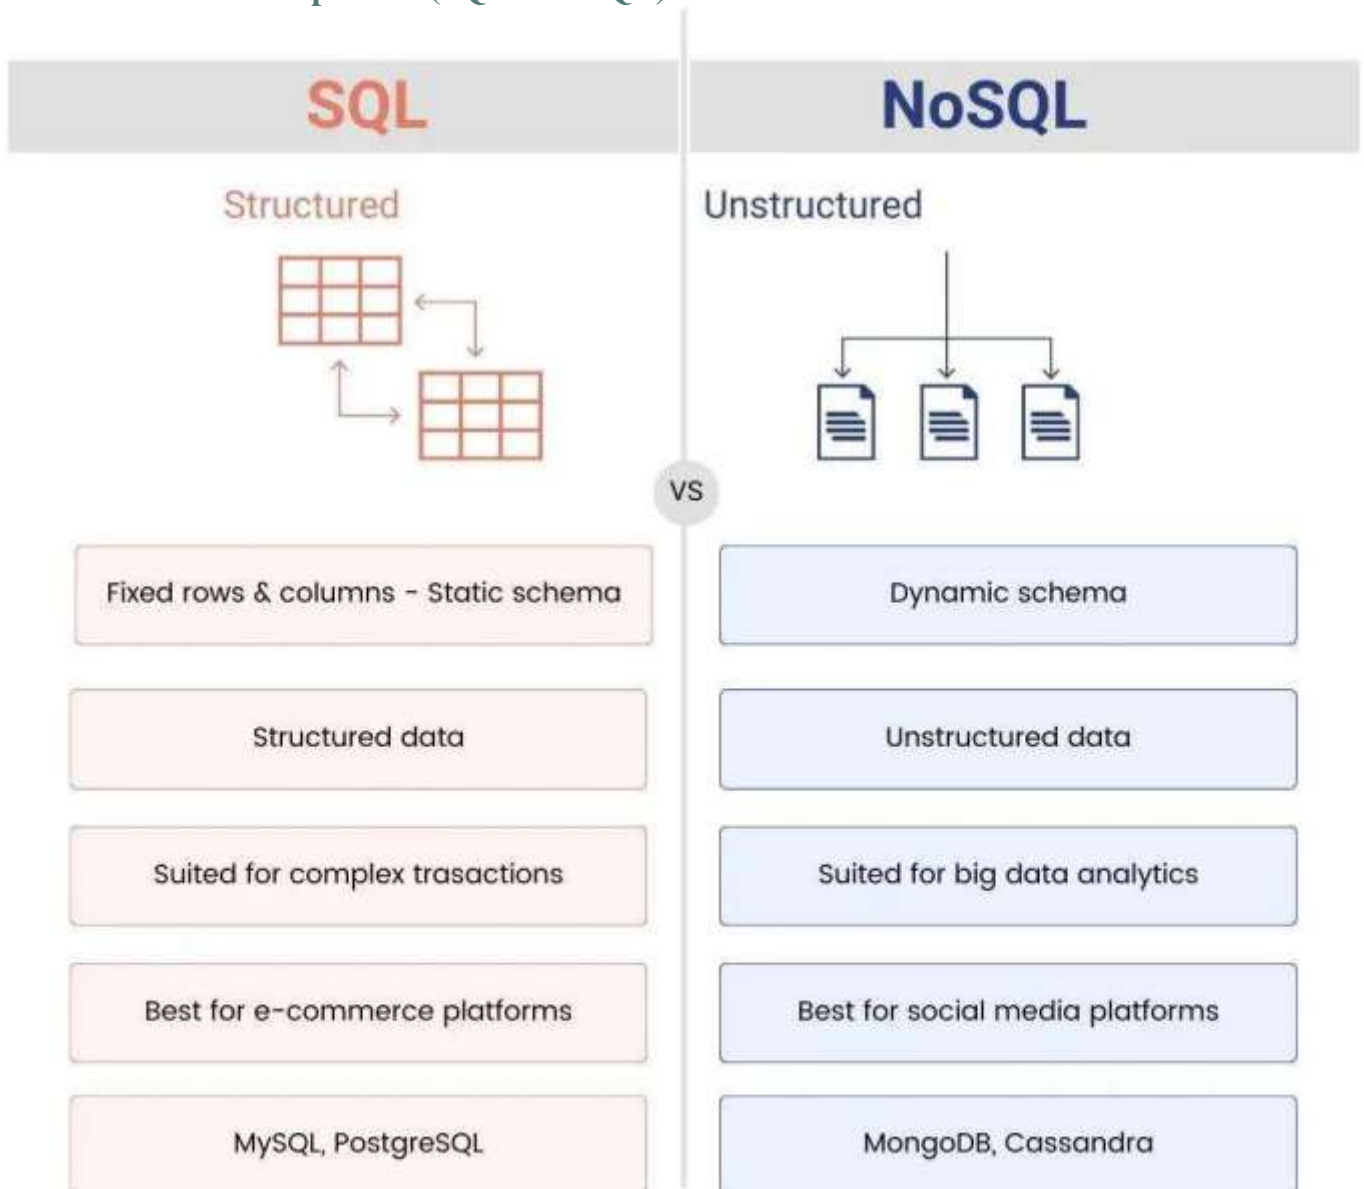 SQL
NoSQL
Structured
Unstructured
VS
Fixed rows & columns - Static schema
Dynamic schema
Structured data
Unstructured data
Suited for complex trasactions
Suited for big data analytics
Best for e-commerce platforms
Best for social media platforms
MySQL, PostgreSQL
MongoDB, Cassandra